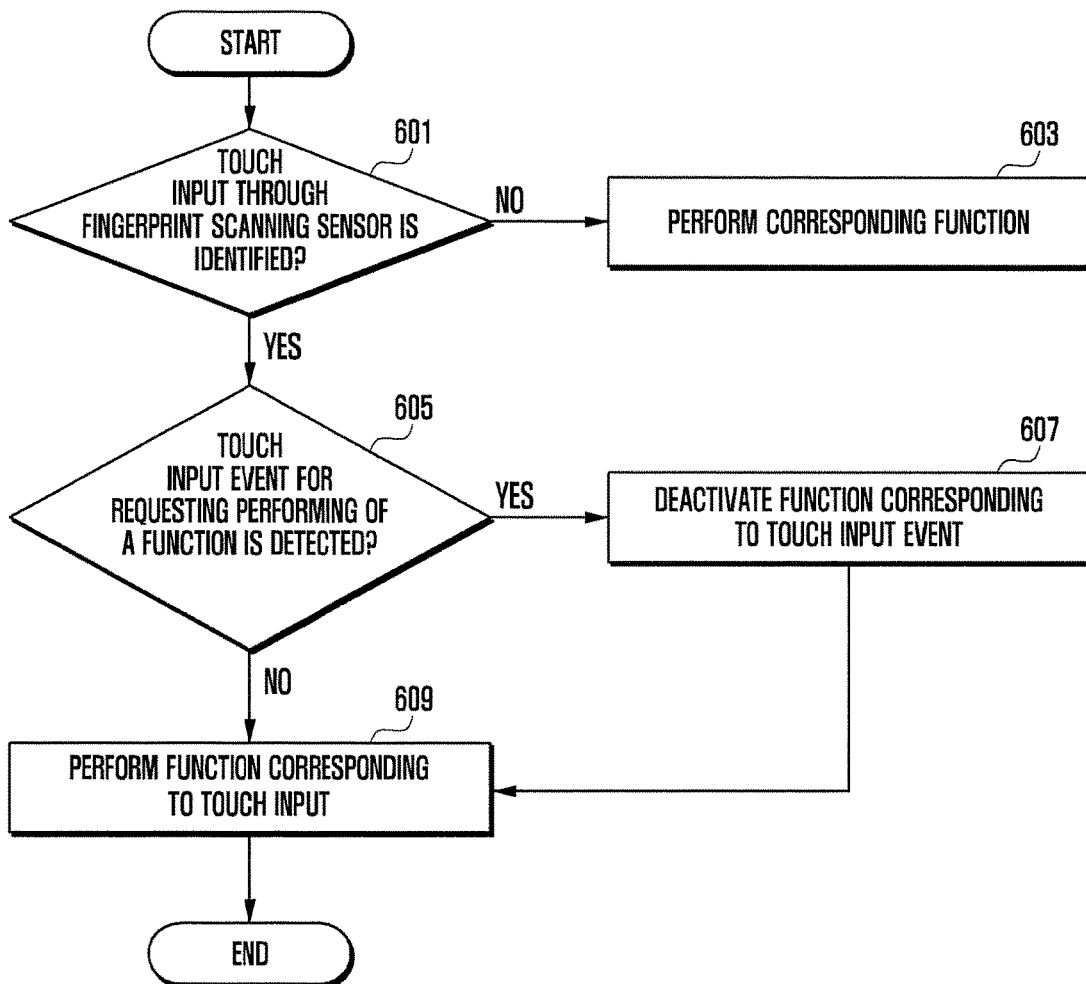 START
601
TOUCH
INPUT THROUGH
FINGERPRINT SCANNING SENSOR IS
IDENTIFIED?
NO
603
PERFORM CORRESPONDING FUNCTION
YES
605
TOUCH
INPUT EVENT FOR
REQUESTING PERFORMING OF
A FUNCTION IS DETECTED?
YES
607
DEACTIVATE FUNCTION CORRESPONDING
TO TOUCH INPUT EVENT
NO
609
PERFORM FUNCTION CORRESPONDING
TO TOUCH INPUT
END